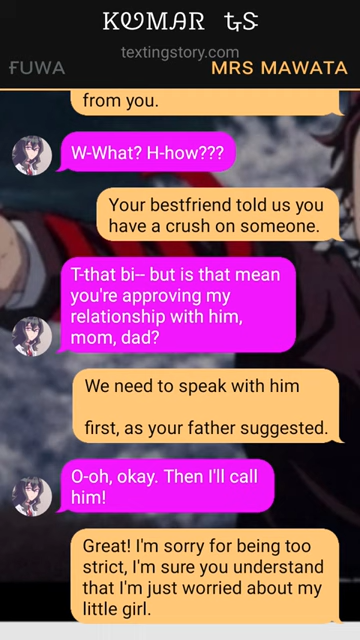 KUMAR ꚍS
textingstory.com
FUWA
MRS MAWATA
from you.
W-What? H-how???
Your bestfriend told us you
have a crush on someone.
T-that bi-- but is that mean
you're approving my
relationship with him,
mom, dad?
We need to speak with him
first, as your father suggested.
O-oh, okay. Then I'll call
him!
Great! I'm sorry for being too
strict, I'm sure you understand
that I'm just worried about my
little girl.